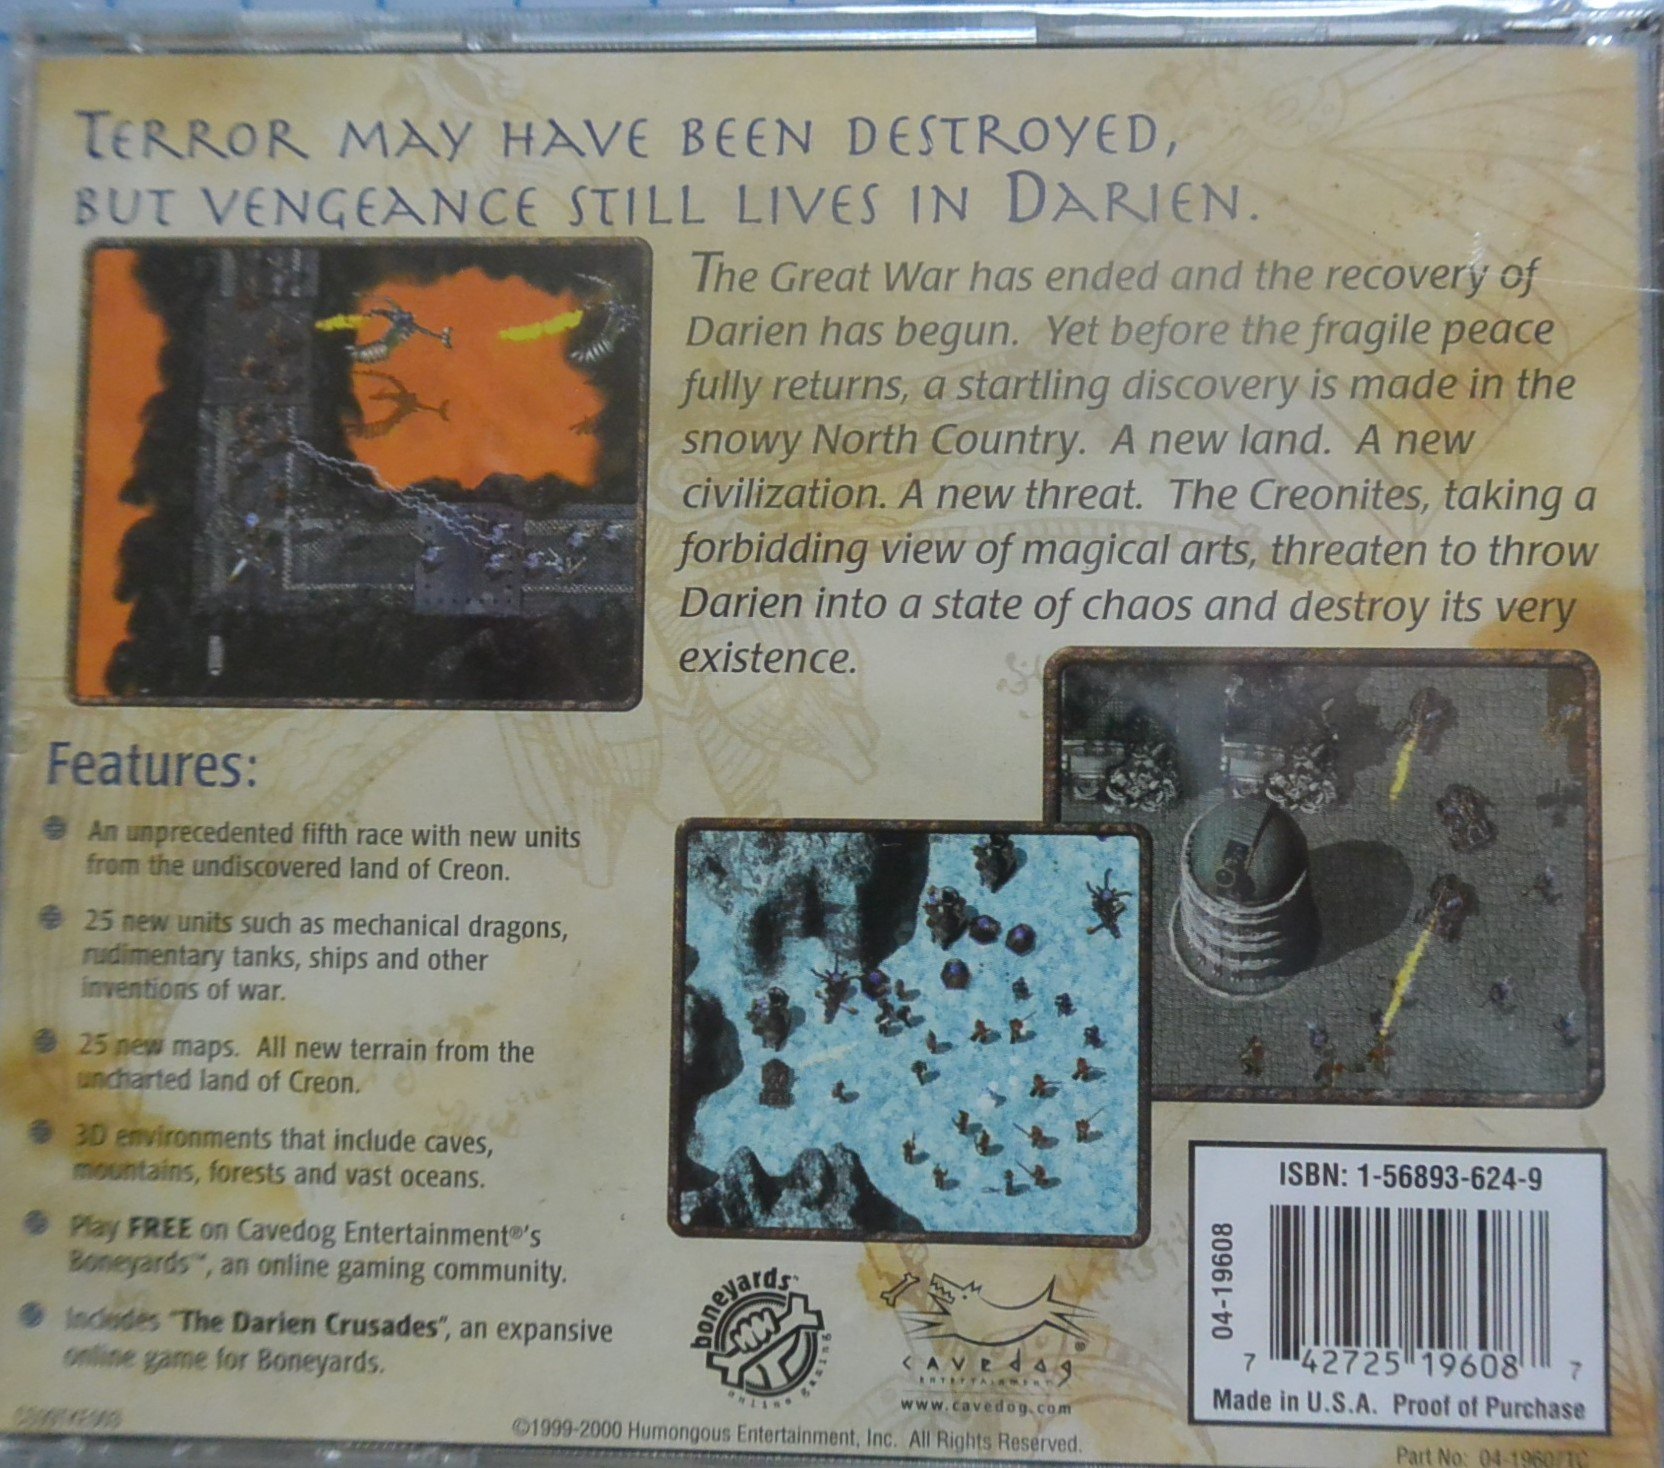 TERROR MAY HAVE BEEN DESTROYED,
BUT VENGEANCE STILL LIVES IN DARIEN.
The Great War has ended and the recovery of
Darien has begun. Yet before the fragile peace
fully returns, a startling discovery is made in the
snowy North Country. A new land. A new
civilization. A new threat. The Creonites, taking a
forbidding view of magical arts, threaten to throw
Darien into a state of chaos and destroy its very
existence.
Features:
An unprecedented fifth race with new units
from the undiscovered land of Creon.
25 new units such as mechanical dragons,
rudimentary tanks, ships and other
inventions of war.
25 new maps. All new terrain from the
uncharted land of Creon.
3D environments that include caves,
mountains, forests and vast oceans.
Play FREE on Cavedog Entertainment®'s
Boneyards™, an online gaming community.
Includes "The Darien Crusades", an expansive
online game for Boneyards.
boneyards™
online gaming
CAVEdog®
ENTERTAINMENT
www.cavedog.com
ISBN: 1-56893-624-9
04-19608
7 42725 19608 7
Made in U.S.A. Proof of Purchase
©1999-2000 Humongous Entertainment, Inc. All Rights Reserved.
Part No: 04-19607TC